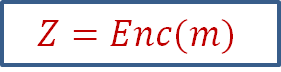 Z = Enc(m)